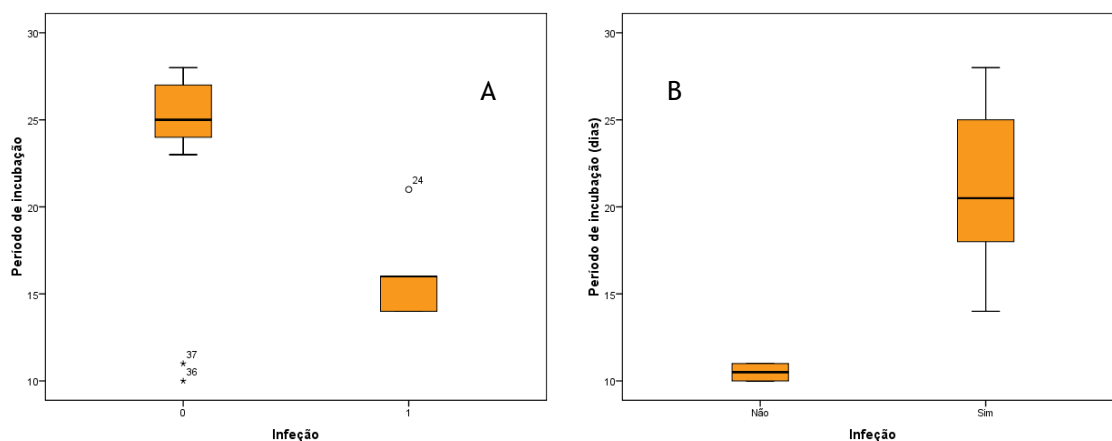 30
25
20
15
10
Período de incubação
A
24
37
36
0
1
Infeção
30
25
20
15
10
Período de incubação (dias)
B
Não
Sim
Infeção